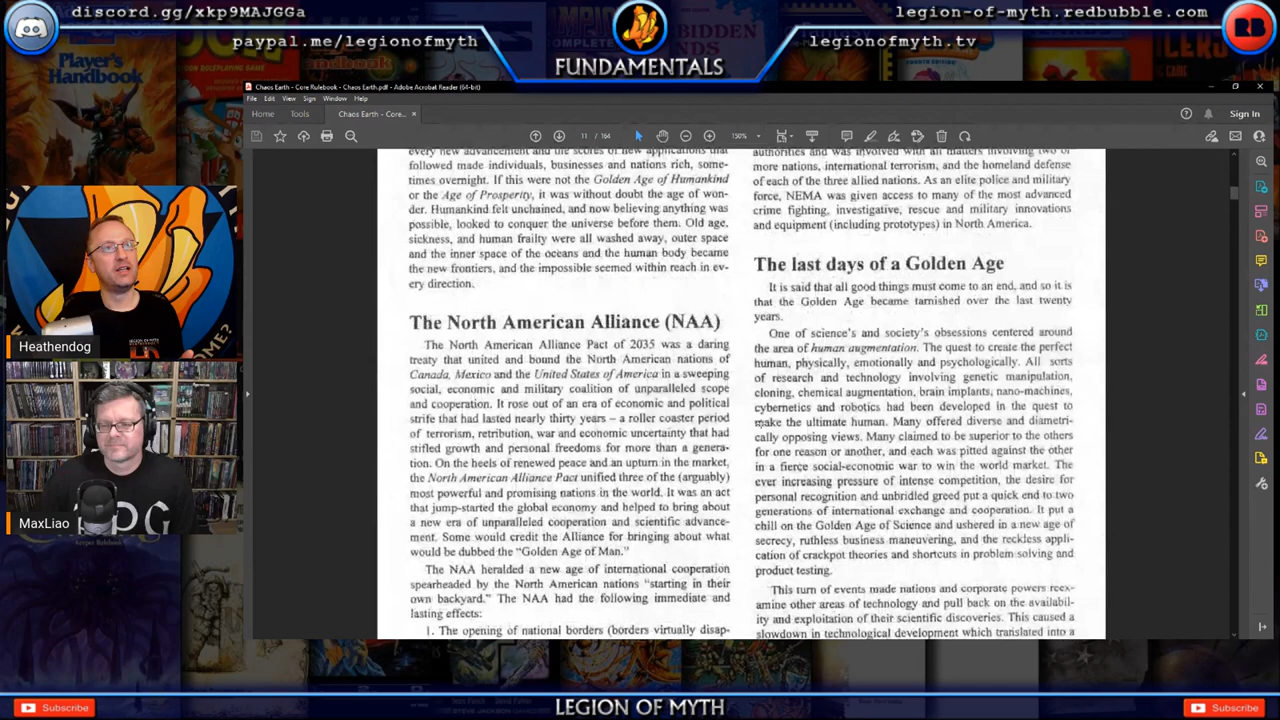 discord.gg/xkp9MAJGGa
paypal.me/legionofmyth
FUNDAMENTALS
legion-of-myth.redbubble.com
legionofmyth.tv
RB
Player's
Handbook
Chaos Earth - Core Rulebook - Chaos Earth.pdf - Adobe Acrobat Reader (64-bit)
File Edit View Sign Window Help
Home Tools Chaos Earth - Core... × Sign In
11 / 164 150%
every new advancement and the scores of new applications that
followed made individuals, businesses and nations rich, some-
times overnight. If this were not the Golden Age of Humankind
or the Age of Prosperity, it was without doubt the age of won-
der. Humankind felt unchained, and now believing anything was
possible, looked to conquer the universe before them. Old age,
sickness, and human frailty were all washed away, outer space
and the inner space of the oceans and the human body became
the new frontiers, and the impossible seemed within reach in ev-
ery direction.
The North American Alliance (NAA)
The North American Alliance Pact of 2035 was a daring
treaty that united and bound the North American nations of
Canada, Mexico and the United States of America in a sweeping
social, economic and military coalition of unparalleled scope
and cooperation. It rose out of an era of economic and political
strife that had lasted nearly thirty years – a roller coaster period
of terrorism, retribution, war and economic uncertainty that had
stifled growth and personal freedoms for more than a genera-
tion. On the heels of renewed peace and an upturn in the market,
the North American Alliance Pact unified three of the (arguably)
most powerful and promising nations in the world. It was an act
that jump-started the global economy and helped to bring about
a new era of unparalleled cooperation and scientific advance-
ment. Some would credit the Alliance for bringing about what
would be dubbed the "Golden Age of Man."
The NAA heralded a new age of international cooperation
spearheaded by the North American nations "starting in their
own backyard." The NAA had the following immediate and
lasting effects:
1. The opening of national borders (borders virtually disap-
authorities and was involved with all matters involving two or
more nations, international terrorism, and the homeland defense
of each of the three allied nations. As an elite police and military
force, NEMA was given access to many of the most advanced
crime fighting, investigative, rescue and military innovations
and equipment (including prototypes) in North America.
The last days of a Golden Age
It is said that all good things must come to an end, and so it is
that the Golden Age became tarnished over the last twenty
years.
One of science's and society's obsessions centered around
the area of human augmentation. The quest to create the perfect
human, physically, emotionally and psychologically. All sorts
of research and technology involving genetic manipulation,
cloning, chemical augmentation, brain implants, nano-machines,
cybernetics and robotics had been developed in the quest to
make the ultimate human. Many offered diverse and diametri-
cally opposing views. Many claimed to be superior to the others
for one reason or another, and each was pitted against the other
in a fierce social-economic war to win the world market. The
ever increasing pressure of intense competition, the desire for
personal recognition and unbridled greed put a quick end to two
generations of international exchange and cooperation. It put a
chill on the Golden Age of Science and ushered in a new age of
secrecy, ruthless business maneuvering, and the reckless appli-
cation of crackpot theories and shortcuts in problem solving and
product testing.
This turn of events made nations and corporate powers reex-
amine other areas of technology and pull back on the availabil-
ity and exploitation of their scientific discoveries. This caused a
slowdown in technological development which translated into a
Heathendog
MaxLiao
Subscribe
LEGION OF MYTH
Subscribe